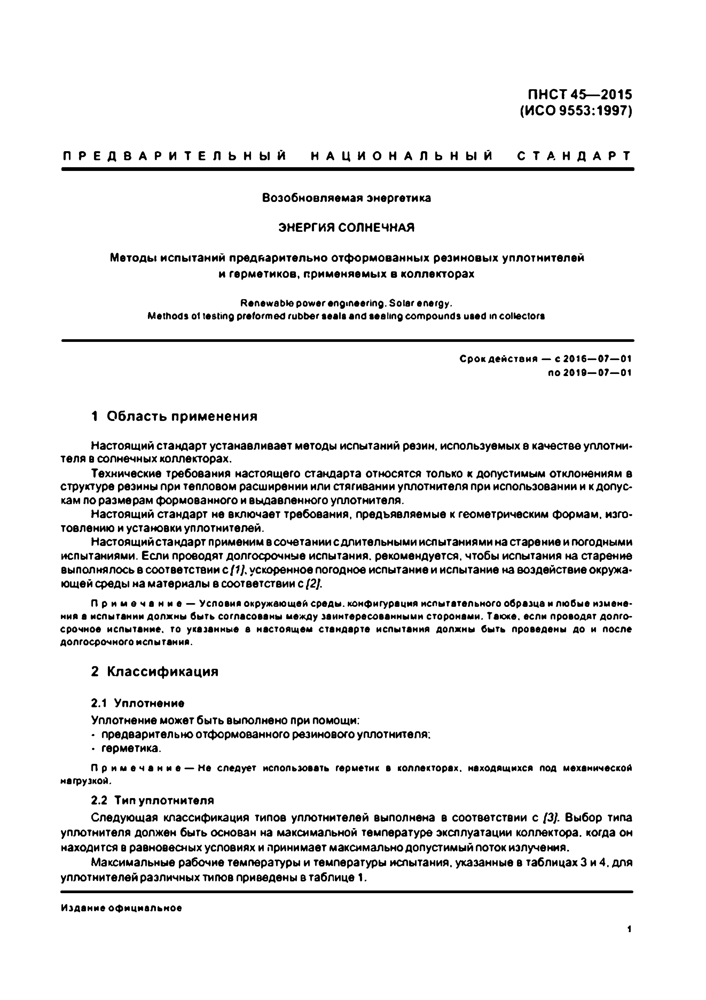 ПНСТ 45—2015
(ИСО 9553:1997)
ПРЕДВАРИТЕЛЬНЫЙ НАЦИОНАЛЬНЫЙ СТАНДАРТ
Возобновляемая энергетика
ЭНЕРГИЯ СОЛНЕЧНАЯ
Методы испытаний предварительно отформованных резиновых уплотнителей
и герметиков, применяемых в коллекторах
Renewable power engineering. Solar energy.
Methods of testing preformed rubber seals and sealing compounds used in collectors
Срок действия — с 2016—07—01
по 2019—07—01
1 Область применения
Настоящий стандарт устанавливает методы испытаний резин, используемых в качестве уплотни-
теля в солнечных коллекторах.
Технические требования настоящего стандарта относятся только к допустимым отклонениям в
структуре резины при тепловом расширении или стягивании уплотнителя при использовании и к допус-
кам по размерам формованного и выдавленного уплотнителя.
Настоящий стандарт не включает требования, предъявляемые к геометрическим формам, изго-
товлению и установки уплотнителей.
Настоящий стандарт применим в сочетании с длительными испытаниями на старение и погодными
испытаниями. Если проводят долгосрочные испытания, рекомендуется, чтобы испытания на старение
выполнялось в соответствии с [1], ускоренное погодное испытание и испытание на воздействие окружа-
ющей среды на материалы в соответствии с [2].
Примечание — Условия окружающей среды, конфигурация испытательного образца и любые измене-
ния в испытании должны быть согласованы между заинтересованными сторонами. Также, если проводят долго-
срочное испытание, то указанные в настоящем стандарте испытания должны быть проведены до и после
долгосрочного испытания.
2 Классификация
2.1 Уплотнение
Уплотнение может быть выполнено при помощи:
- предварительно отформованного резинового уплотнителя;
- герметика.
Примечание — Не следует использовать герметик в коллекторах, находящихся под механической
нагрузкой.
2.2 Тип уплотнителя
Следующая классификация типов уплотнителей выполнена в соответствии с [3]. Выбор типа
уплотнителя должен быть основан на максимальной температуре эксплуатации коллектора, когда он
находится в равновесных условиях и принимает максимально допустимый поток излучения.
Максимальные рабочие температуры и температуры испытания, указанные в таблицах 3 и 4, для
уплотнителей различных типов приведены в таблице 1.
Издание официальное
1